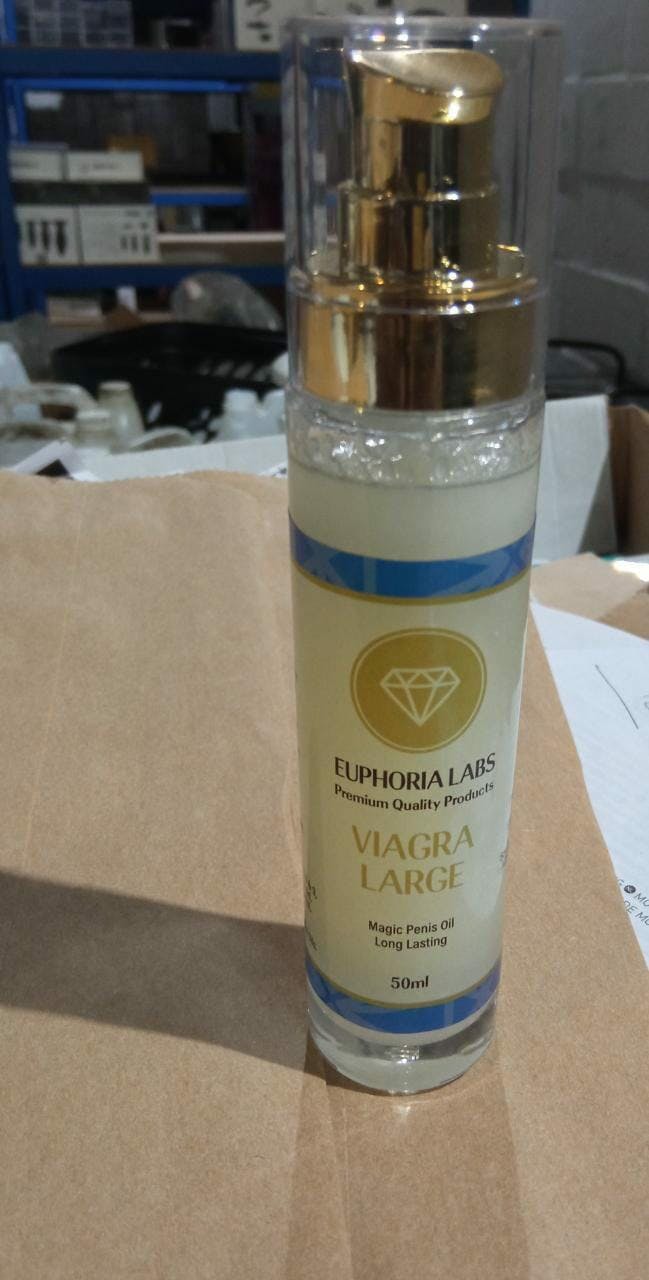 EUPHORIA LABS
Premium Quality Products
VIAGRA
LARGE
Magic Penis Oil
Long Lasting
50ml